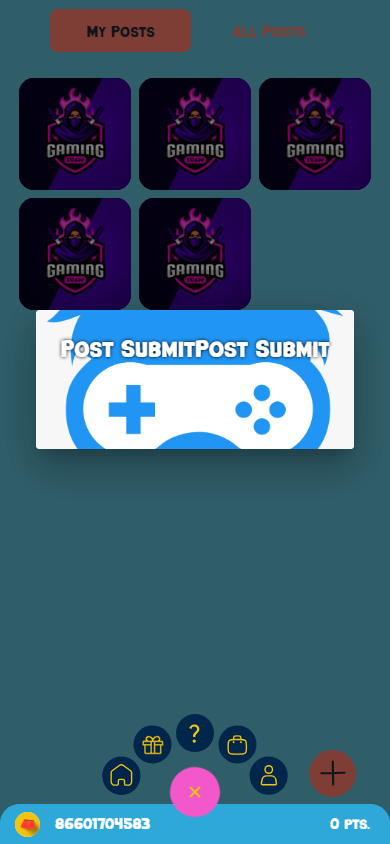 My Posts
All Posts
GAMING
TEAM
GAMING
TEAM
GAMING
TEAM
GAMING
TEAM
GAMING
TEAM
Post SubmitPost Submit
?
86601704583
0 pts.